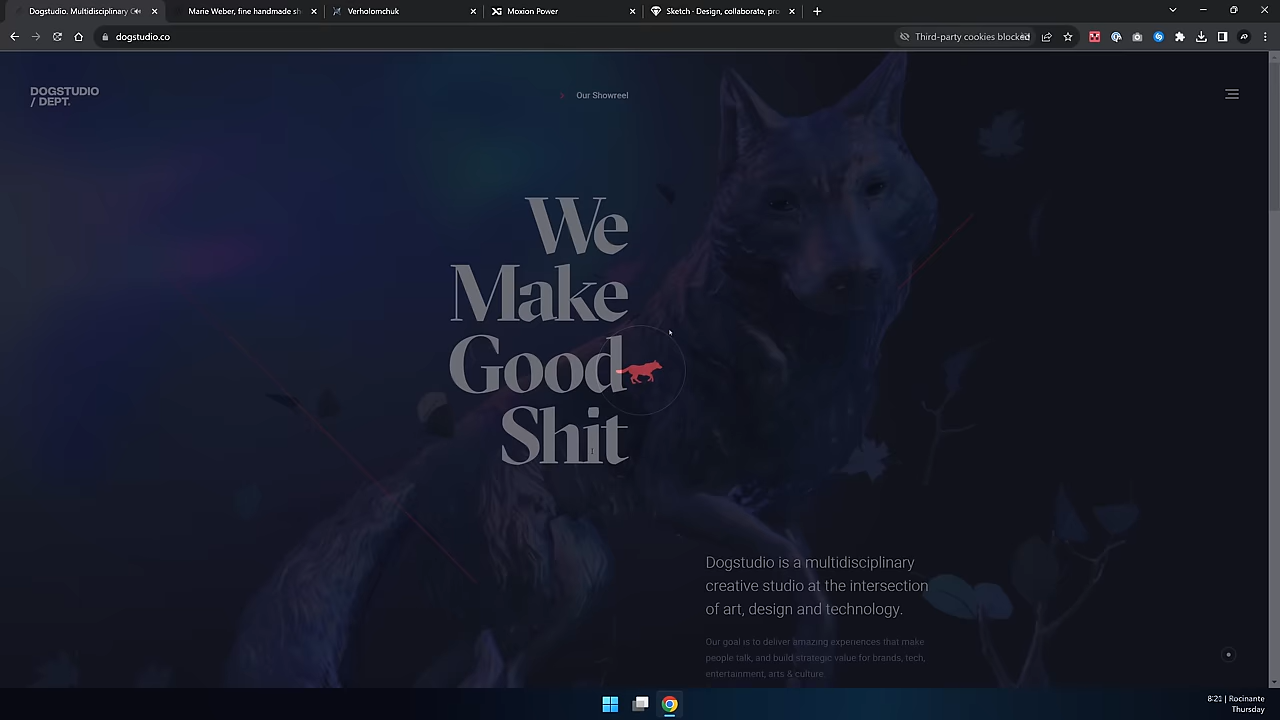 Dogstudio. Multidisciplinary
Marie Weber, fine handmade sh
Verholomchuk
Moxion Power
Sketch - Design, collaborate, pro
dogstudio.co
Third-party cookies blocked
DOGSTUDIO
/ DEPT.
Our Showreel
We
Make
Good
Shit
Dogstudio is a multidisciplinary
creative studio at the intersection
of art, design and technology.
Our goal is to deliver amazing experiences that make
people talk, and build strategic value for brands, tech,
entertainment, arts & culture.
8:21 | Rocinante
Thursday